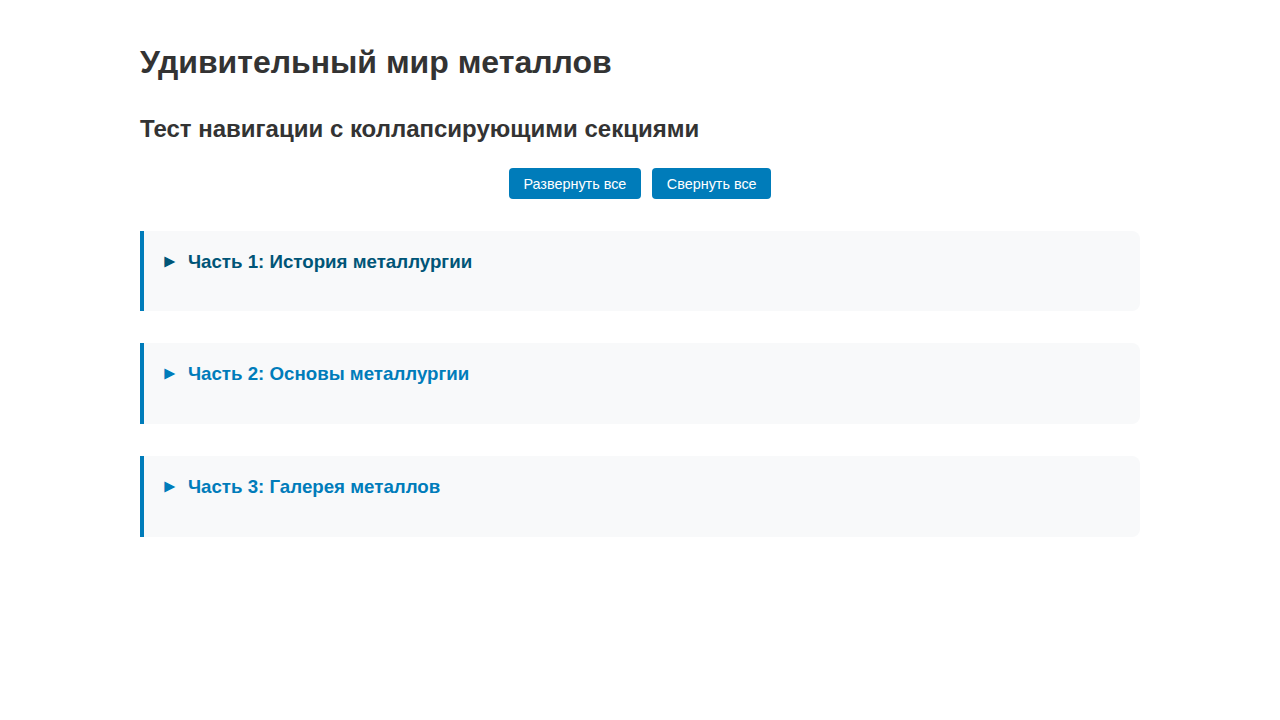 Удивительный мир металлов
Тест навигации с коллапсирующими секциями
Развернуть все Свернуть все
▶ Часть 1: История металлургии
▶ Часть 2: Основы металлургии
▶ Часть 3: Галерея металлов